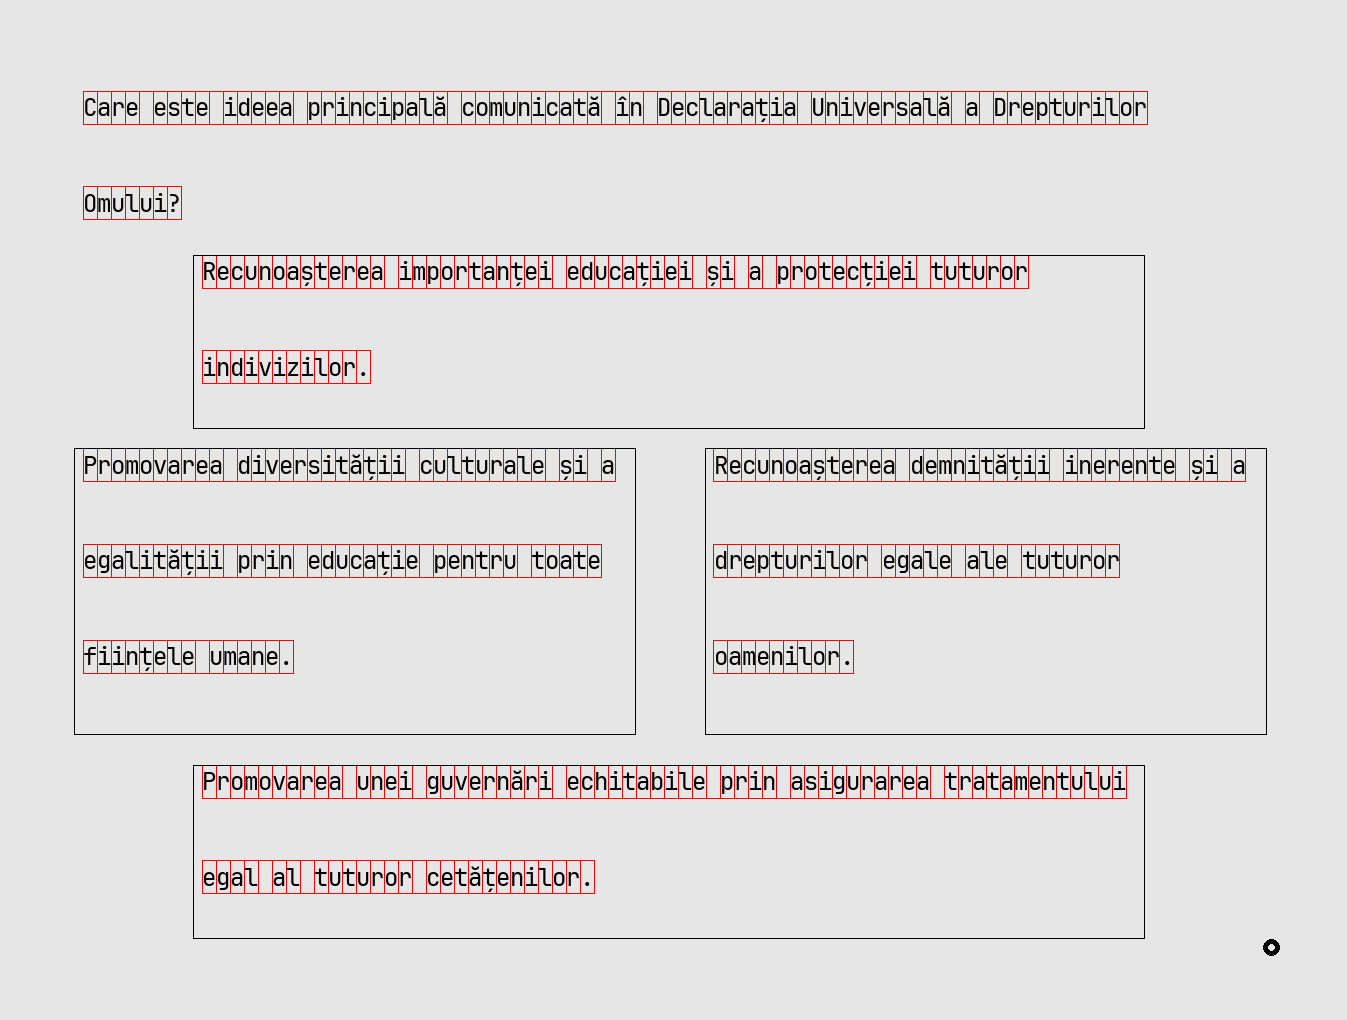 Care este ideea principală comunicată în Declarația Universală a Drepturilor
Omului?
Recunoașterea importanței educației și a protecției tuturor
indivizilor.
Promovarea diversității culturale și a
egalității prin educație pentru toate
ființele umane.
Recunoașterea demnității inerente și a
drepturilor egale ale tuturor
oamenilor.
Promovarea unei guvernări echitabile prin asigurarea tratamentului
egal al tuturor cetățenilor.